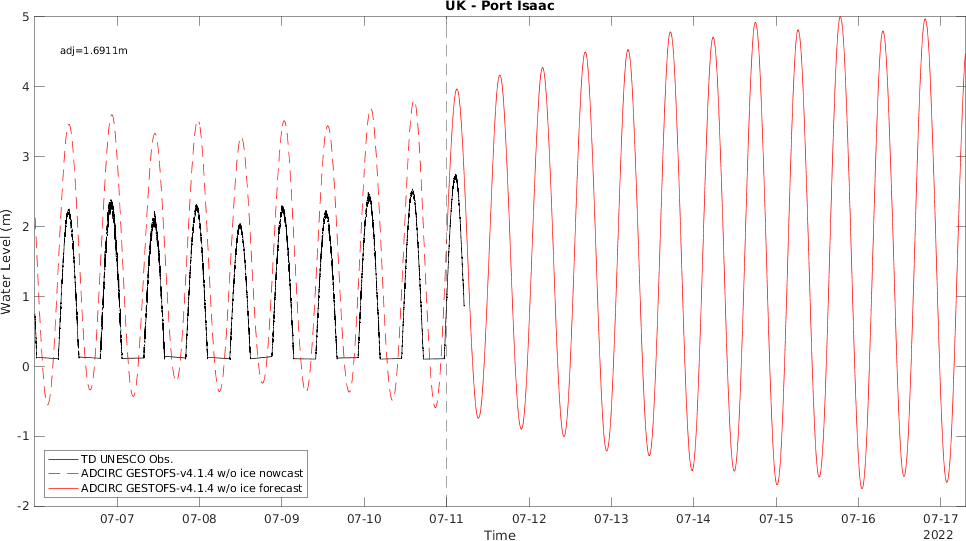 UK - Port Isaac
adj=1.6911m
5
4
3
2
1
0
-1
-2
Water Level (m)
TD UNESCO Obs.
ADCIRC GESTOFS-v4.1.4 w/o ice nowcast
ADCIRC GESTOFS-v4.1.4 w/o ice forecast
07-07 07-08 07-09 07-10 07-11 07-12 07-13 07-14 07-15 07-16 07-17
Time
2022